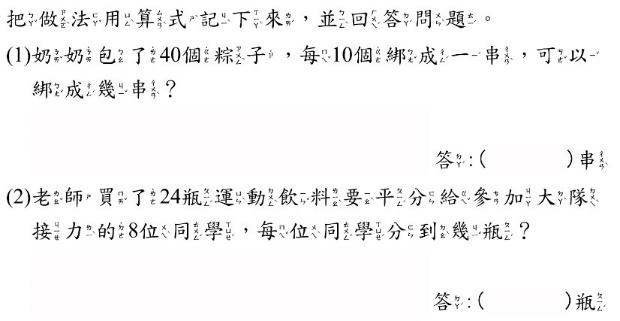 把做法用算式記下來，並回答問題。
(1)奶奶包了40個粽子，每10個綁成一串，可以
綁成幾串？
答：(　　　)串
(2)老師買了24瓶運動飲料要平分給參加大隊
接力的8位同學，每位同學分到幾瓶？
答：(　　　)瓶